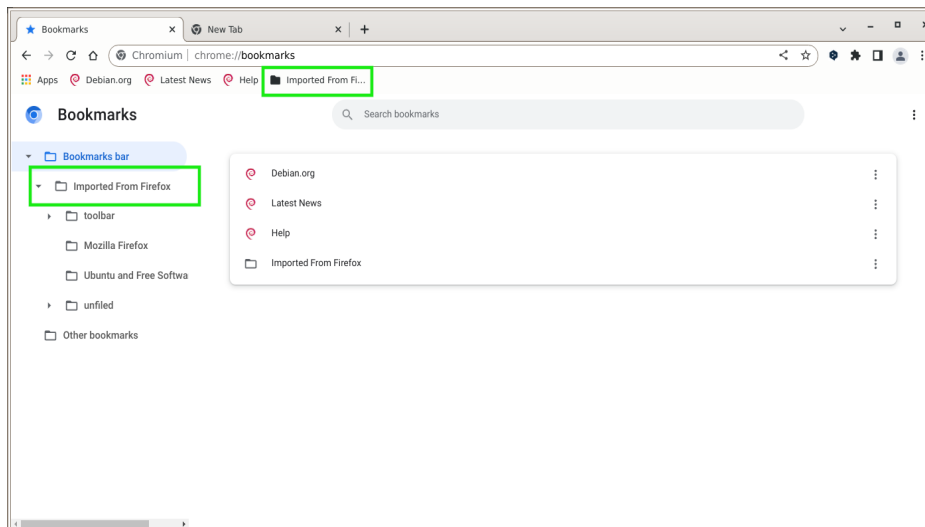 Bookmarks
New Tab
Chromium | chrome://bookmarks
Apps Debian.org Latest News Help Imported From Fi...
Bookmarks
Search bookmarks
Bookmarks bar
Imported From Firefox
toolbar
Mozilla Firefox
Ubuntu and Free Softwa
unfiled
Other bookmarks
Debian.org
Latest News
Help
Imported From Firefox